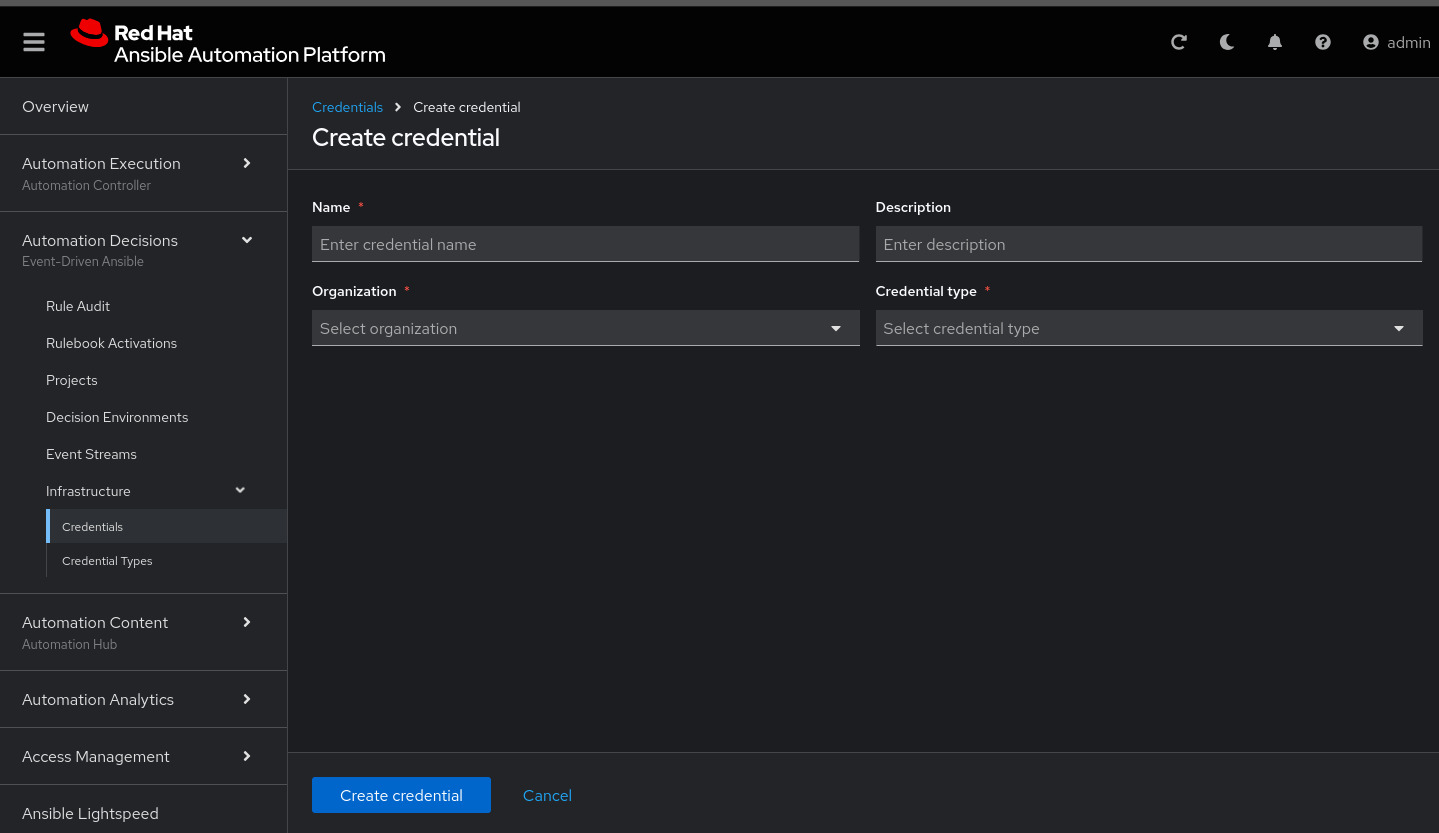 Red Hat
Ansible Automation Platform
admin
Overview
Automation Execution
Automation Controller
Automation Decisions
Event-Driven Ansible
Rule Audit
Rulebook Activations
Projects
Decision Environments
Event Streams
Infrastructure
Credentials
Credential Types
Automation Content
Automation Hub
Automation Analytics
Access Management
Ansible Lightspeed
Credentials > Create credential
Create credential
Name * Description
Enter credential name Enter description
Organization * Credential type *
Select organization Select credential type
Create credential Cancel